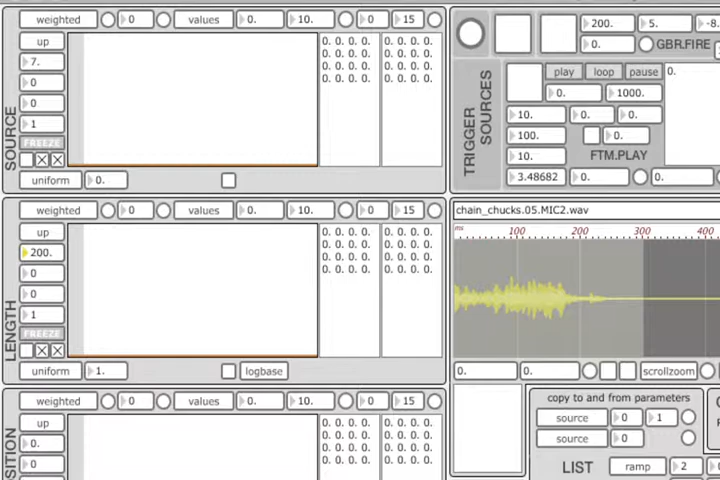 weighted 0 values 0. 10. 0 15
up 0. 0. 0. 0. 0. 0. 0. 0.
0. 0. 0. 0. 0. 0. 0. 0.
7. 0. 0. 0. 0. 0. 0. 0. 0.
0. 0. 0. 0. 0. 0. 0. 0.
0
0
1
FREEZE
SOURCE
uniform 0.
weighted 0 values 0. 10. 0 15
up 0. 0. 0. 0. 0. 0. 0. 0.
200. 0. 0. 0. 0. 0. 0. 0. 0.
0. 0. 0. 0. 0. 0. 0. 0.
0 0. 0. 0. 0. 0. 0. 0. 0.
0
1
FREEZE
LENGTH
uniform 1. logbase
weighted 0 values 0. 10. 0 15
up 0. 0. 0. 0. 0. 0. 0. 0.
0. 0. 0. 0. 0. 0. 0. 0.
0. 0. 0. 0. 0. 0. 0. 0. 0.
0 0. 0. 0. 0. 0. 0. 0. 0.
200. 5. -8.
0. GBR.FIRE
TRIGGER
SOURCES
play loop pause 0.
0. 1000.
10. 0. 0.
100. 0.
10. FTM.PLAY
3.48682 0. 0.
chain_chucks.05.MIC2.wav
ms 100 200 300 400
0. 0. scrollzoom
copy to and from parameters
source 0 1
source 0
LIST ramp 2